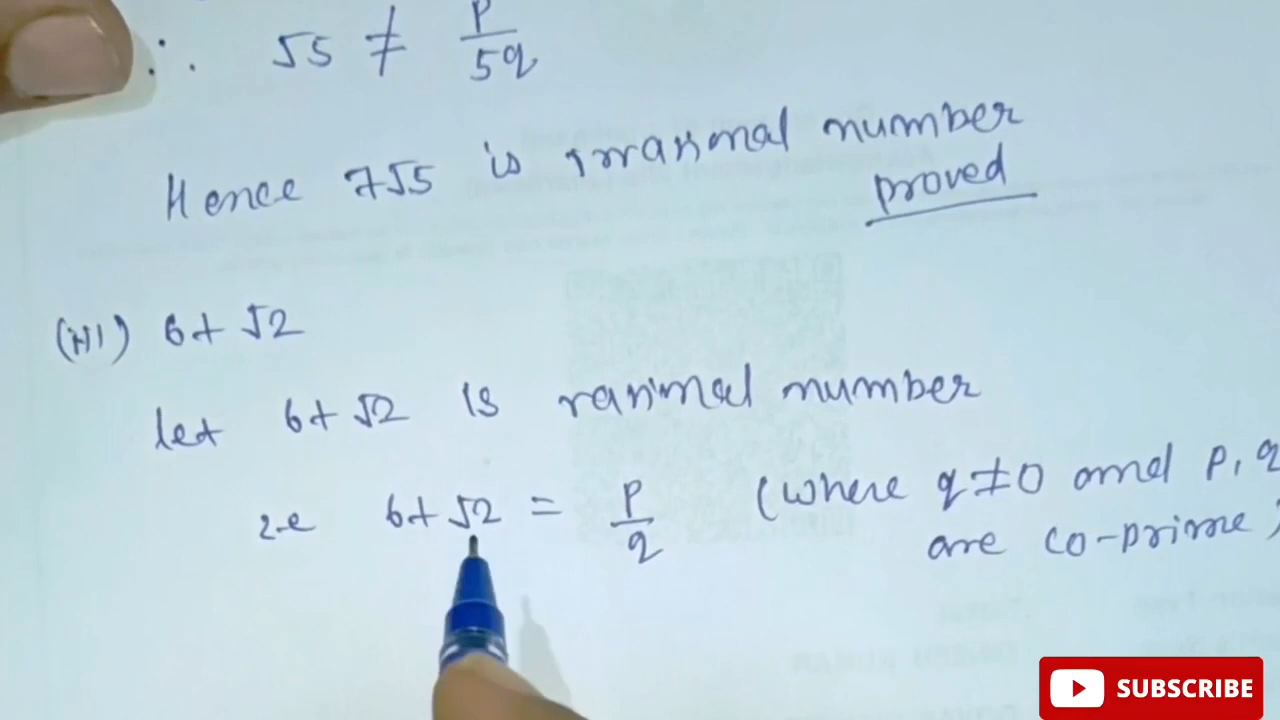 ∴ √5 ≠ p/5q
Hence 7√5 is irrational number
proved
(iii) 6+√2
let 6+√2 is rational number
i.e 6+√2 = p/q (where q≠0 and p, q
are co-prime)
SUBSCRIBE